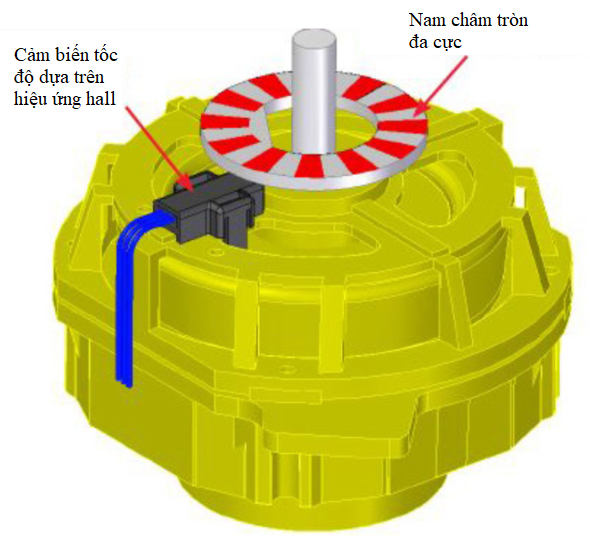 Cảm biến tốc
độ dựa trên
hiệu ứng hall
Nam châm tròn
đa cực